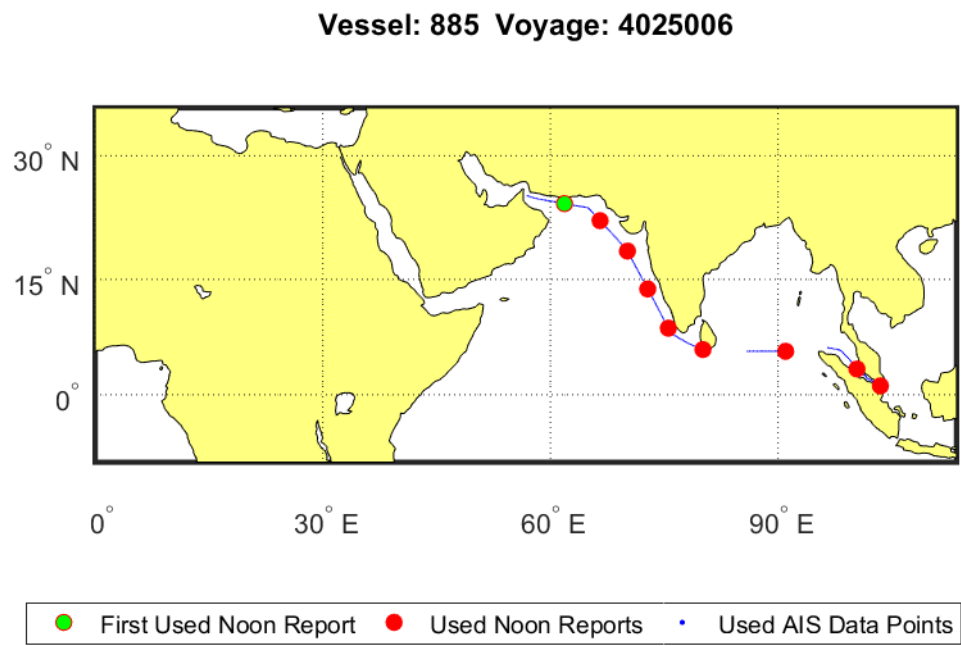 Vessel: 885 Voyage: 4025006
30° N
15° N
0°
0° 30° E 60° E 90° E
First Used Noon Report Used Noon Reports Used AIS Data Points